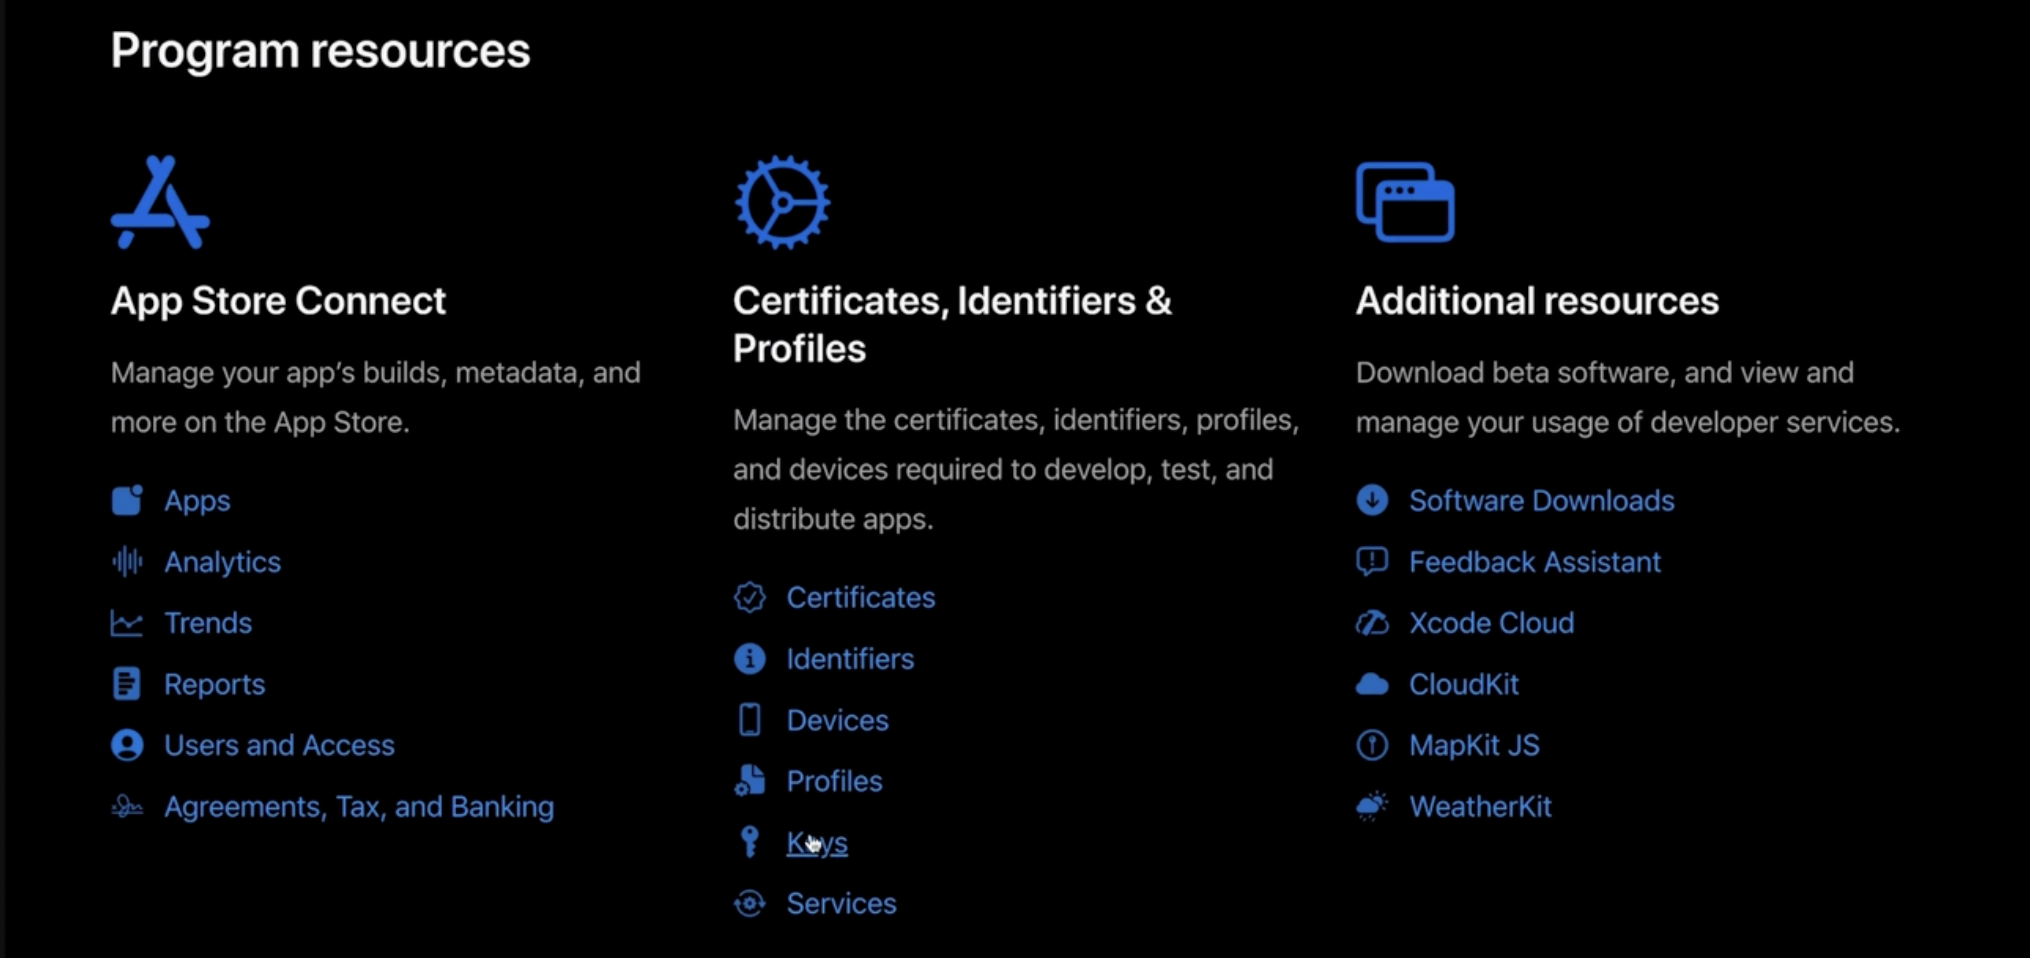 Program resources
App Store Connect
Manage your app's builds, metadata, and
more on the App Store.
Apps
Analytics
Trends
Reports
Users and Access
Agreements, Tax, and Banking
Certificates, Identifiers &
Profiles
Manage the certificates, identifiers, profiles,
and devices required to develop, test, and
distribute apps.
Certificates
Identifiers
Devices
Profiles
Keys
Services
Additional resources
Download beta software, and view and
manage your usage of developer services.
Software Downloads
Feedback Assistant
Xcode Cloud
CloudKit
MapKit JS
WeatherKit